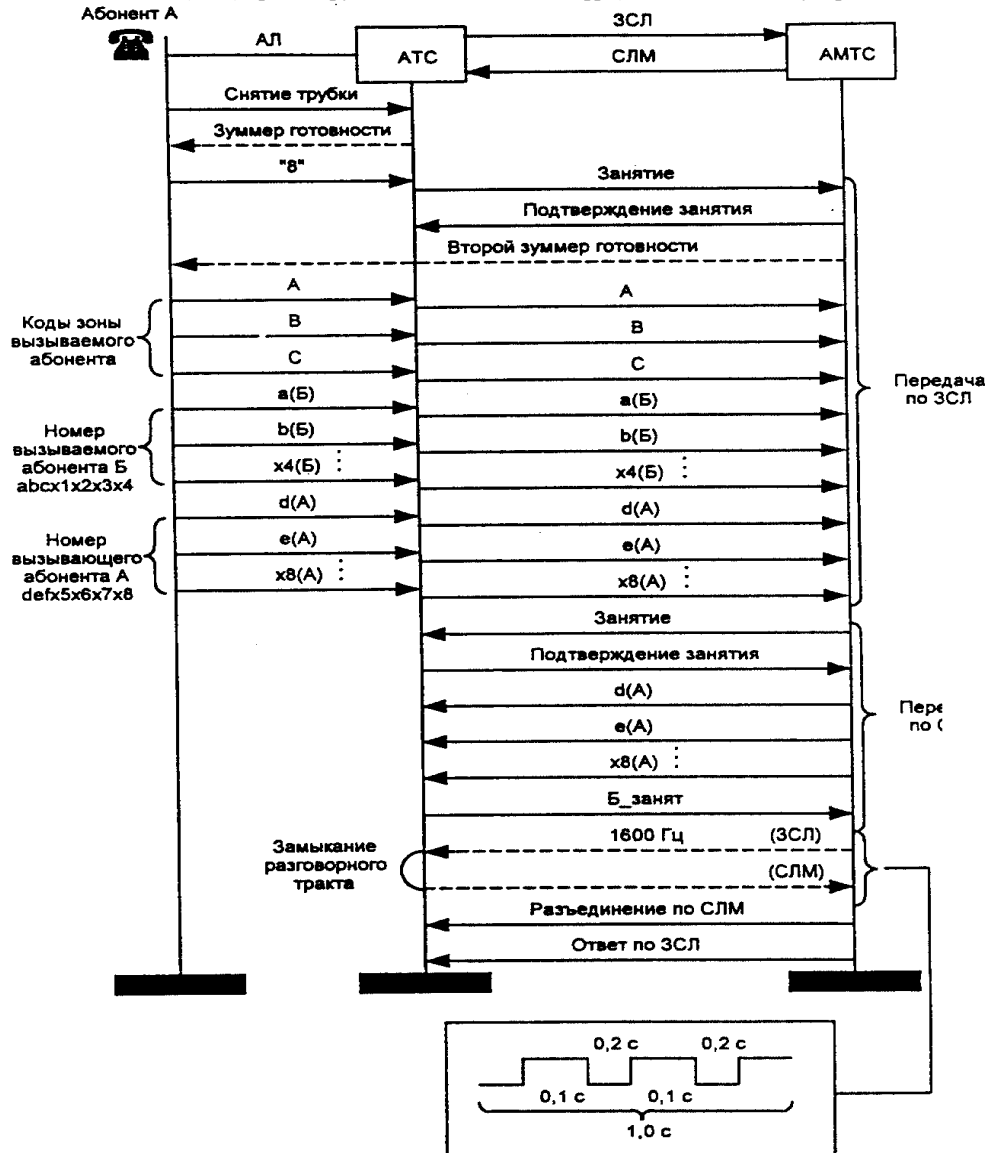 Абонент А
АЛ
АТС
ЗСЛ
СЛМ
АМТС
Снятие трубки
Зуммер готовности
"8"
Занятие
Подтверждение занятия
Второй зуммер готовности
А
А
Коды зоны
вызываемого
абонента
В
В
С
С
а(Б)
а(Б)
Передача
по ЗСЛ
Номер
вызываемого
абонента Б
abcx1x2x3x4
b(Б)
b(Б)
x4(Б)
x4(Б)
d(А)
d(А)
Номер
вызывающего
абонента А
defx5x6x7x8
e(А)
e(А)
x8(А)
x8(А)
Занятие
Подтверждение занятия
d(А)
Пере
по
e(А)
x8(А)
Б_занят
Замыкание
разговорного
тракта
1600 Гц
(ЗСЛ)
(СЛМ)
Разъединение по СЛМ
Ответ по ЗСЛ
0,2 с
0,2 с
0,1 с
0,1 с
1,0 с